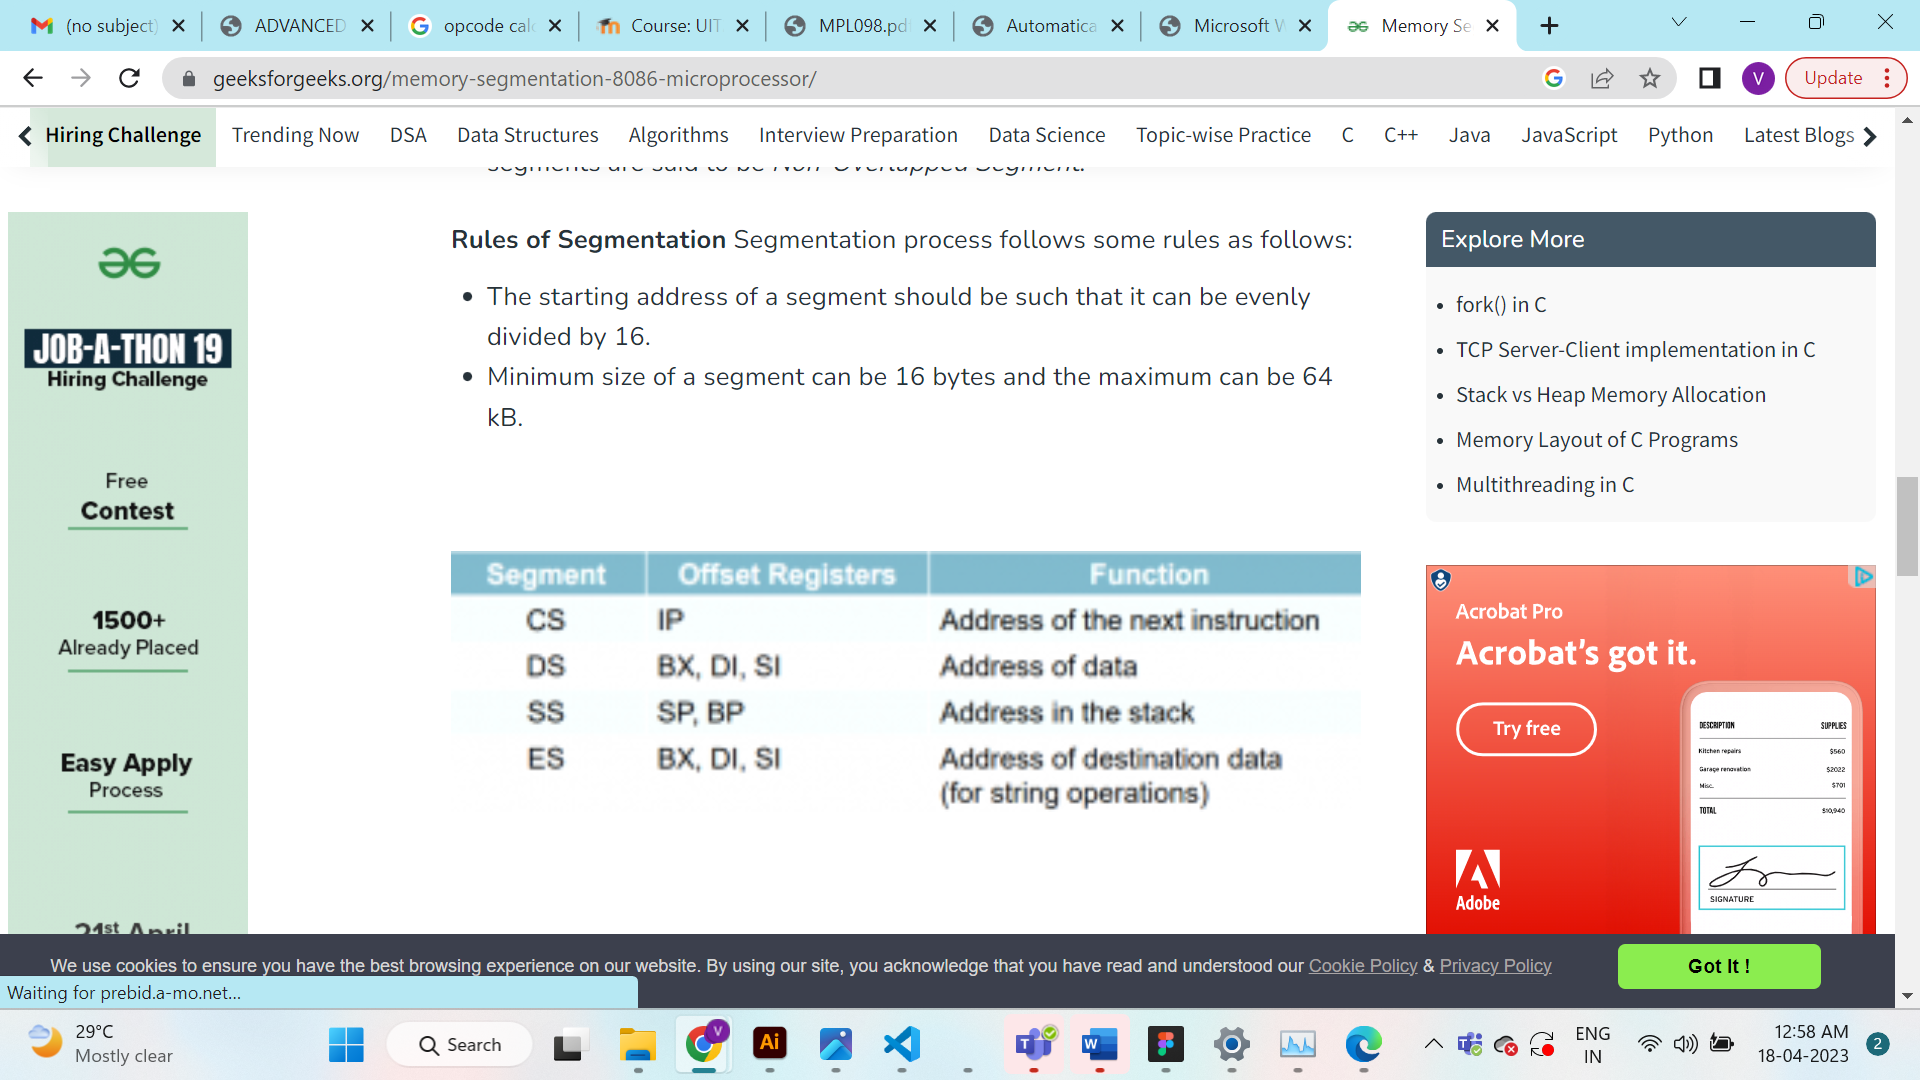 (no subject)
ADVANCED
opcode cal
Course: UIT
MPL098.pd
Automatica
Microsoft W
Memory Se
geeksforgeeks.org/memory-segmentation-8086-microprocessor/
V
Update
Hiring Challenge
Trending Now
DSA
Data Structures
Algorithms
Interview Preparation
Data Science
Topic-wise Practice
C
C++
Java
JavaScript
Python
Latest Blogs
segments are said to be Non-Overlapped Segment.
JOB-A-THON 19
Hiring Challenge
Free
Contest
1500+
Already Placed
Easy Apply
Process
21st April
Rules of Segmentation Segmentation process follows some rules as follows:
• The starting address of a segment should be such that it can be evenly
divided by 16.
• Minimum size of a segment can be 16 bytes and the maximum can be 64
kB.
Segment Offset Registers Function
CS IP Address of the next instruction
DS BX, DI, SI Address of data
SS SP, BP Address in the stack
ES BX, DI, SI Address of destination data
(for string operations)
Explore More
• fork() in C
• TCP Server-Client implementation in C
• Stack vs Heap Memory Allocation
• Memory Layout of C Programs
• Multithreading in C
Acrobat Pro
Acrobat's got it.
Try free
DESCRIPTION SUPPLIES
Kitchen repairs $560
Garage renovation $2022
Misc. $701
TOTAL $10,940
SIGNATURE
Adobe
We use cookies to ensure you have the best browsing experience on our website. By using our site, you acknowledge that you have read and understood our Cookie Policy & Privacy Policy
Got It !
Waiting for prebid.a-mo.net...
29°C
Mostly clear
Search
V
Ai
T
W
ENG
IN
12:58 AM
18-04-2023
2